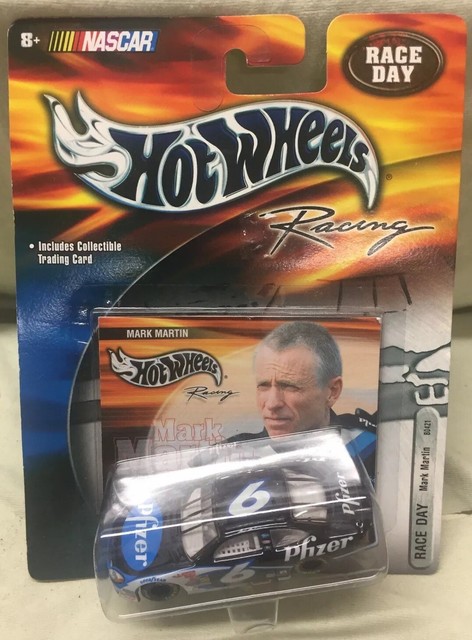 8+ NASCAR
RACE
DAY
HOT WHEELS
Racing
• Includes Collectible
Trading Card
MARK MARTIN
HOT WHEELS
Racing
Mark
Martin
6
Pfizer
Pfizer
Pfizer
6
RACE DAY Mark Martin